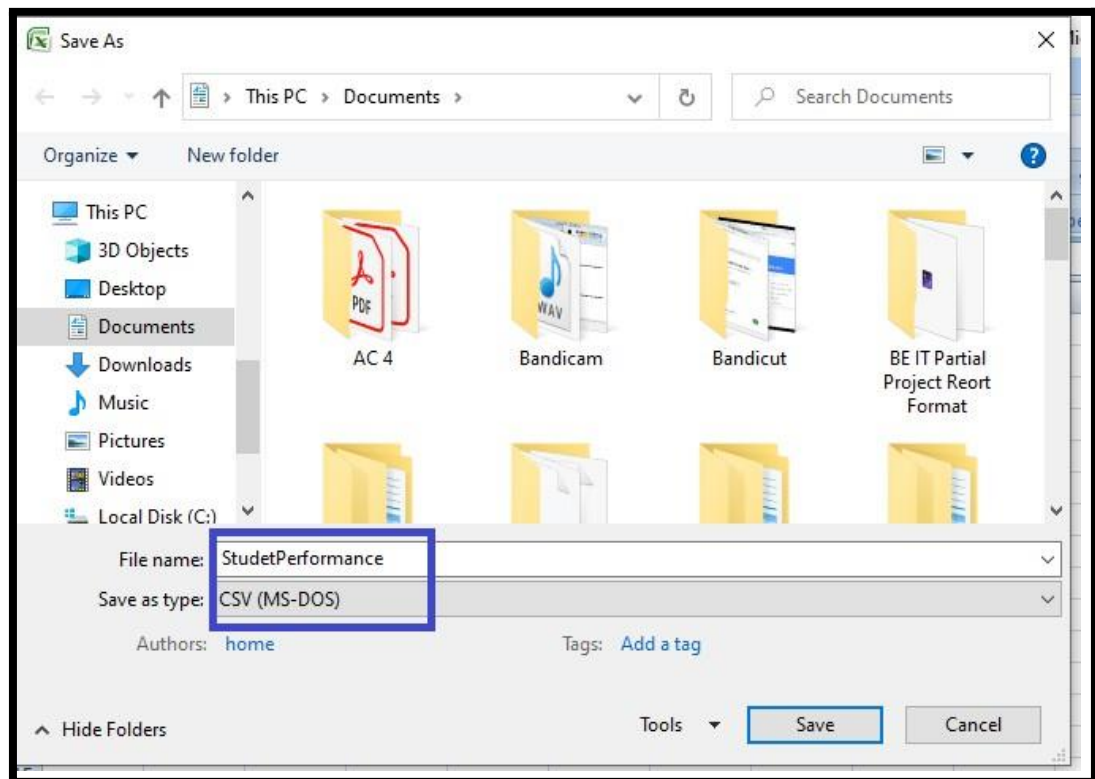 Save As
This PC > Documents >
Search Documents
Organize
New folder
This PC
3D Objects
Desktop
Documents
Downloads
Music
Pictures
Videos
Local Disk (C:)
PDF
WAV
AC 4
Bandicam
Bandicut
BE IT Partial
Project Reort
Format
File name: StudetPerformance
Save as type: CSV (MS-DOS)
Authors: home
Tags: Add a tag
Hide Folders
Tools
Save
Cancel